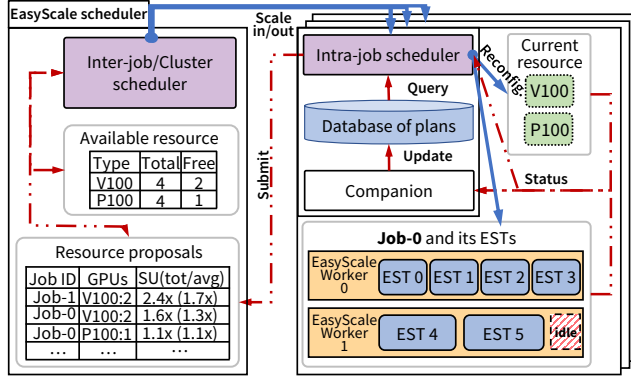 EasyScale scheduler
Inter-job/Cluster
scheduler
Available resource
Type Total Free
V100 4 2
P100 4 1
Resource proposals
Job ID GPUs SU(tot/avg)
Job-1 V100:2 2.4x (1.7x)
Job-0 V100:2 1.6x (1.3x)
Job-0 P100:1 1.1x (1.1x)
... ... ...
Scale
in/out
Submit
Intra-job scheduler
Query
Database of plans
Update
Companion
Reconfig.
Current
resource
V100
P100
Status
Job-0 and its ESTs
EasyScale
Worker
0
EST 0 EST 1 EST 2 EST 3
EasyScale
Worker
1
EST 4 EST 5 idle